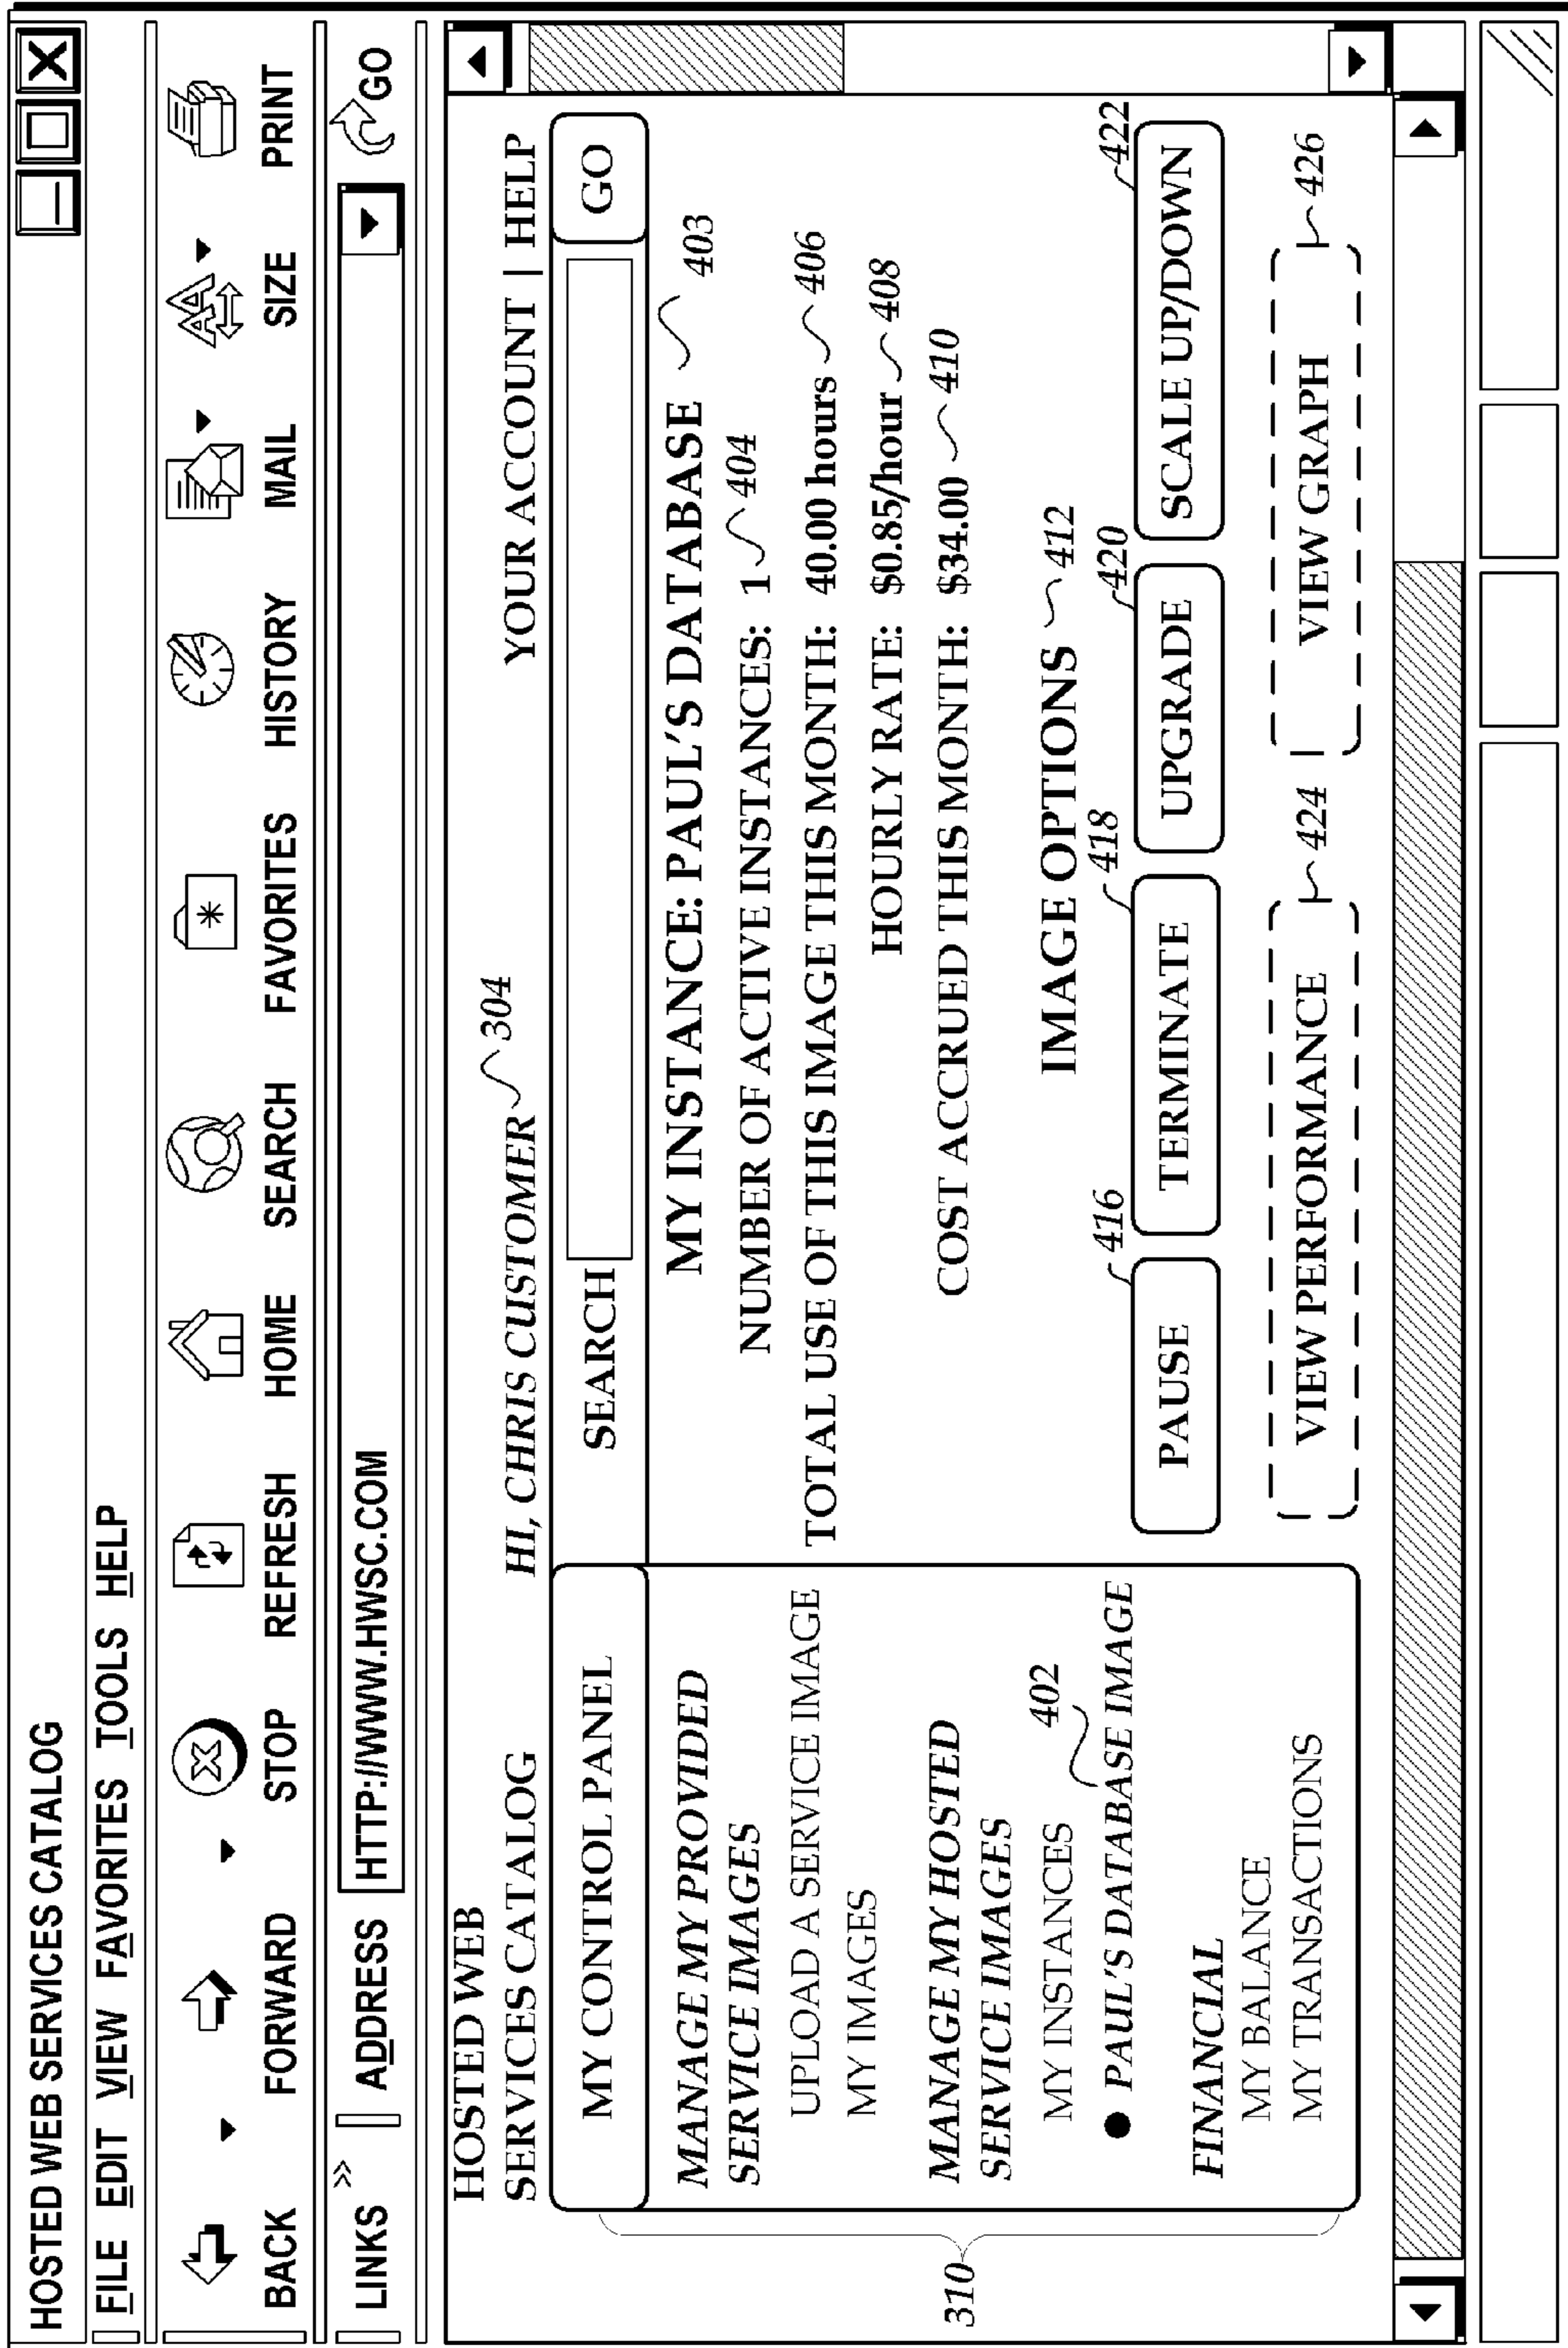 HOSTED WEB SERVICES CATALOG
FILE EDIT VIEW FAVORITES TOOLS HELP
BACK FORWARD STOP REFRESH HOME SEARCH FAVORITES HISTORY MAIL SIZE PRINT
LINKS » ADDRESS HTTP://WWW.HWSC.COM GO
HOSTED WEB
SERVICES CATALOG
HI, CHRIS CUSTOMER 304
YOUR ACCOUNT | HELP
MY CONTROL PANEL
SEARCH GO
310
MANAGE MY PROVIDED
SERVICE IMAGES
UPLOAD A SERVICE IMAGE
MY IMAGES
MANAGE MY HOSTED
SERVICE IMAGES
MY INSTANCES 402
● PAUL'S DATABASE IMAGE
FINANCIAL
MY BALANCE
MY TRANSACTIONS
MY INSTANCE: PAUL'S DATABASE 403
NUMBER OF ACTIVE INSTANCES: 1 404
TOTAL USE OF THIS IMAGE THIS MONTH: 40.00 hours 406
HOURLY RATE: $0.85/hour 408
COST ACCRUED THIS MONTH: $34.00 410
IMAGE OPTIONS 412
416 418 420 422
PAUSE TERMINATE UPGRADE SCALE UP/DOWN
VIEW PERFORMANCE 424 VIEW GRAPH 426